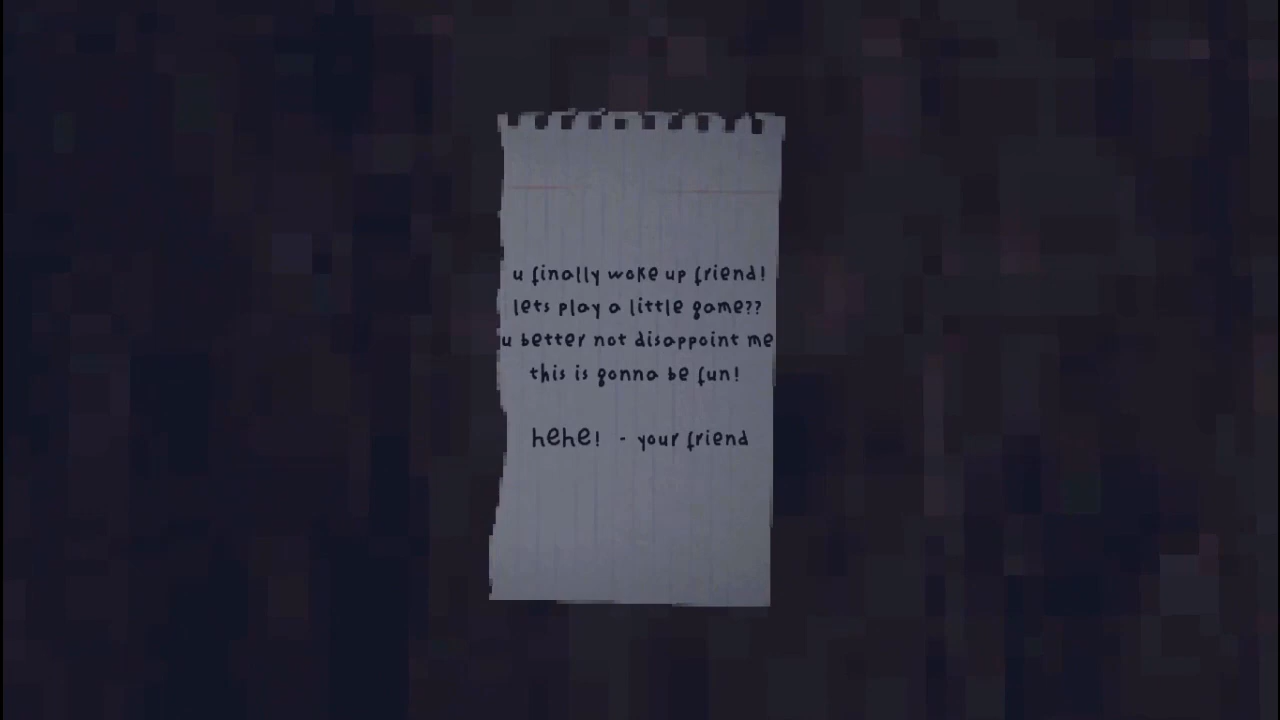 u finally woke up friend!
lets play a little game??
u better not disappoint me
this is gonna be fun!
hehe! - your friend